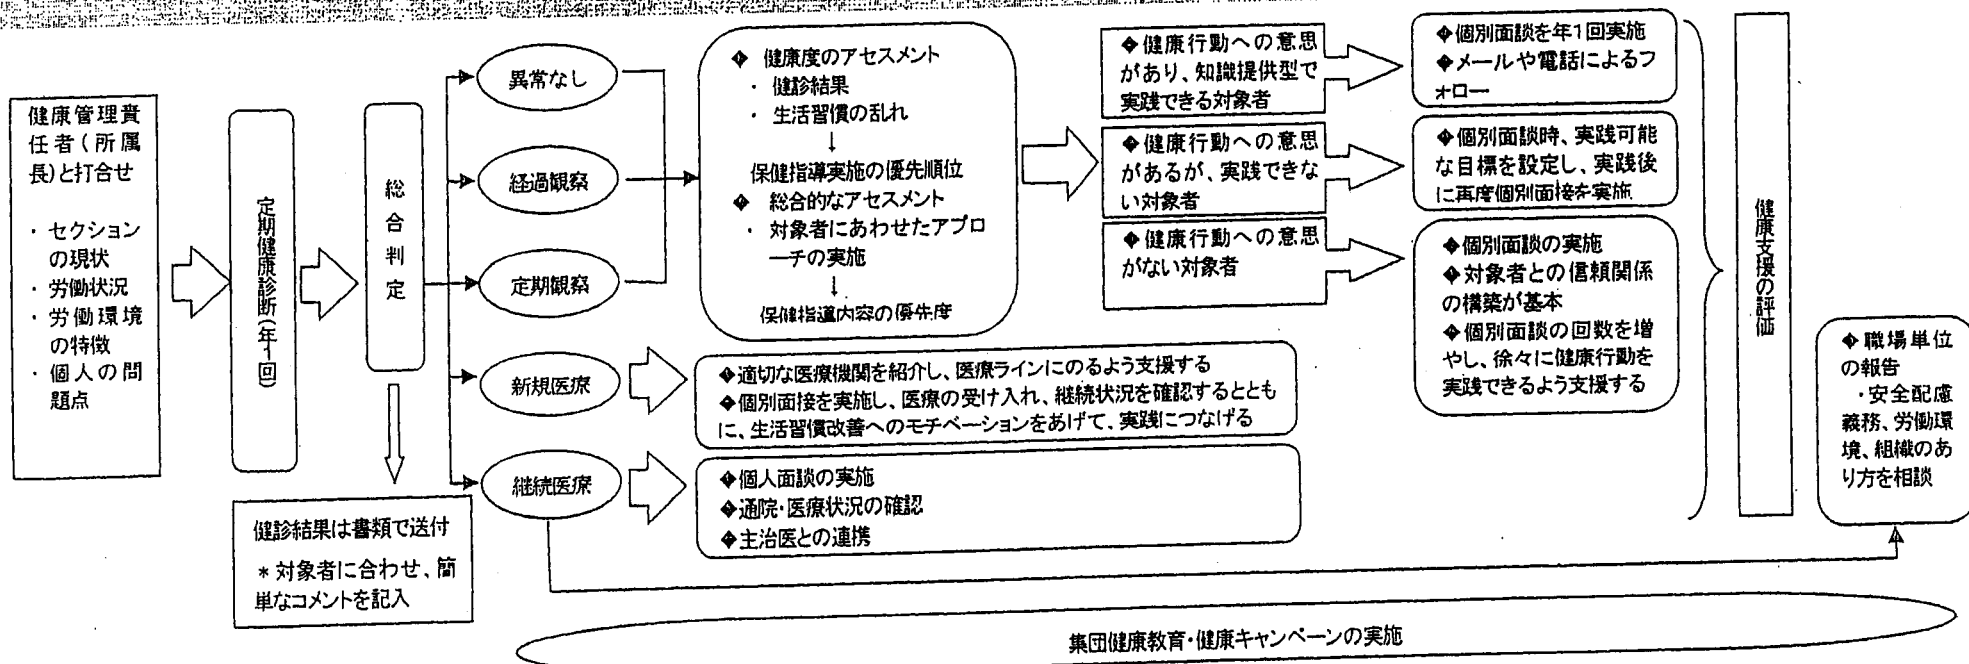 健康管理責
任者(所属
長)と打合せ
・セクション
の現状
・労働状況
・労働環境
の特徴
・個人の問
題点
定期健康診断(年1回)
総合判定
健診結果は書類で送付
*対象者に合わせ、簡
単なコメントを記入
異常なし
経過観察
定期観察
新規医療
継続医療
◆ 健康度のアセスメント
・ 健診結果
・ 生活習慣の乱れ
↓
保健指導実施の優先順位
◆ 総合的なアセスメント
・ 対象者にあわせたアプロ
ーチの実施
↓
保健指導内容の優先度
◆適切な医療機関を紹介し、医療ラインにのるよう支援する
◆個別面接を実施し、医療の受け入れ、継続状況を確認するととも
に、生活習慣改善へのモチベーションをあげて、実践につなげる
◆個人面談の実施
◆通院・医療状況の確認
◆主治医との連携
◆健康行動への意思
があり、知識提供型で
実践できる対象者
◆健康行動への意思
があるが、実践できな
い対象者
◆健康行動への意思
がない対象者
◆個別面談を年1回実施
◆メールや電話によるフ
ォロー
◆個別面談時、実践可能
な目標を設定し、実践後
に再度個別面接を実施
◆個別面談の実施
◆対象者との信頼関係
の構築が基本
◆個別面談の回数を増
やし、徐々に健康行動を
実践できるよう支援する
健康支援の評価
◆職場単位
の報告
・安全配慮
義務、労働環
境、組織のあ
り方を相談
集団健康教育・健康キャンペーンの実施